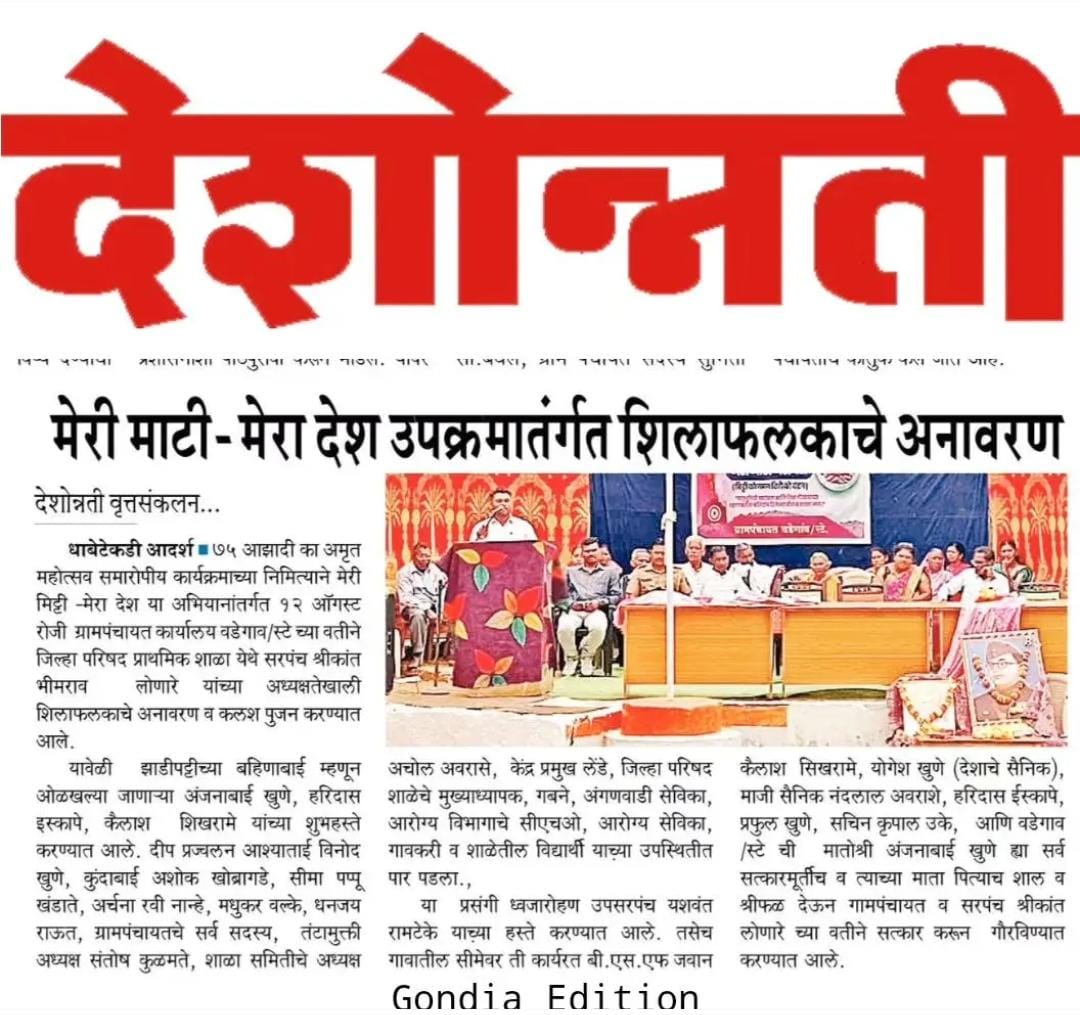 देशोन्नती
मेरी माटी-मेरा देश उपक्रमातंर्गत शिलाफलकाचे अनावरण
देशोन्नती वृत्तसंकलन...
धाबेटेकडी आदर्श ■ ७५ आझादी का अमृत
महोत्सव समारोपीय कार्यक्रमाच्या निमित्याने मेरी
मिट्टी -मेरा देश या अभियानांतर्गत १२ ऑगस्ट
रोजी ग्रामपंचायत कार्यालय वडेगाव/स्टे च्या वतीने
जिल्हा परिषद प्राथमिक शाळा येथे सरपंच श्रीकांत
भीमराव लोणारे यांच्या अध्यक्षतेखाली
शिलाफलकाचे अनावरण व कलश पुजन करण्यात
आले.
यावेळी झाडीपट्टीच्या बहिणाबाई म्हणून
ओळखल्या जाणाऱ्या अंजनाबाई खुणे, हरिदास
इस्कापे, कैलाश शिखरामे यांच्या शुभहस्ते
करण्यात आले. दीप प्रज्वलन आश्याताई विनोद
खुणे, कुंदाबाई अशोक खोब्रागडे, सीमा पप्पू
खंडाते, अर्चना रवी नान्हे, मधुकर वल्के, धनजय
राऊत, ग्रामपंचायतचे सर्व सदस्य, तंटामुक्ती
अध्यक्ष संतोष कुळमते, शाळा समितीचे अध्यक्ष
अचोल अवरासे, केंद्र प्रमुख लेंडे, जिल्हा परिषद
शाळेचे मुख्याध्यापक, गबने, अंगणवाडी सेविका,
आरोग्य विभागाचे सीएचओ, आरोग्य सेविका,
गावकरी व शाळेतील विद्यार्थी याच्या उपस्थितीत
पार पडला.,
या प्रसंगी ध्वजारोहण उपसरपंच यशवंत
रामटेके याच्या हस्ते करण्यात आले. तसेच
गावातील सीमेवर ती कार्यरत बी.एस.एफ जवान
कैलाश सिखरामे, योगेश खुणे (देशाचे सैनिक),
माजी सैनिक नंदलाल अवराशे, हरिदास ईस्कापे,
प्रफुल खुणे, सचिन कृपाल उके, आणि वडेगाव
/स्टे ची मातोश्री अंजनाबाई खुणे ह्या सर्व
सत्कारमूर्तीच व त्याच्या माता पित्याच शाल व
श्रीफळ देऊन गामपंचायत व सरपंच श्रीकांत
लोणारे च्या वतीने सत्कार करून गौरविण्यात
करण्यात आले.
ग्रामपंचायत वडेगांव/स्टे.
Gondia Edition